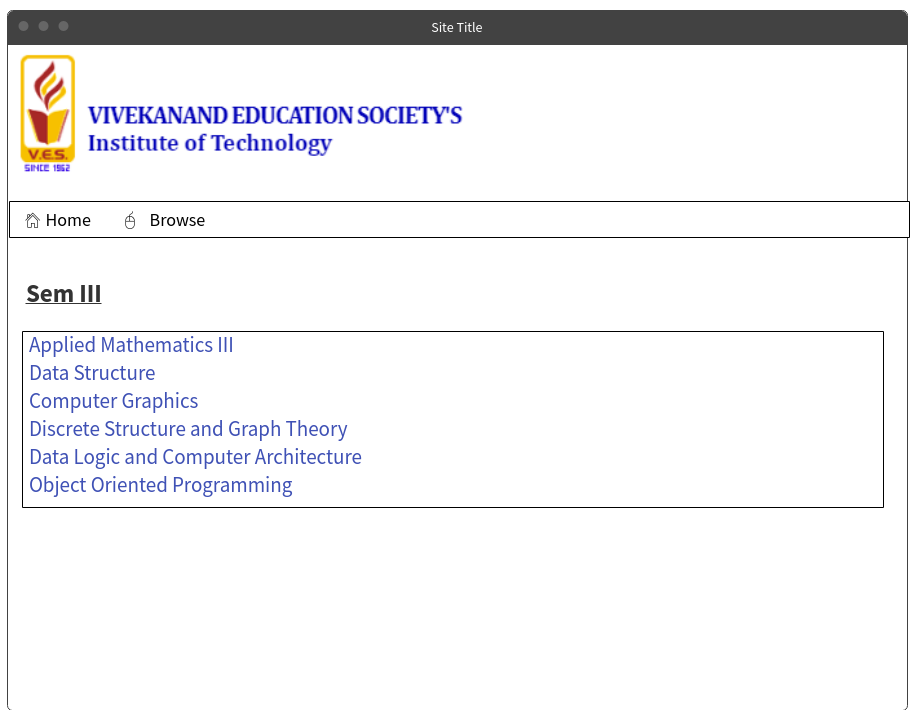 Site Title
VIVEKANAND EDUCATION SOCIETY'S
Institute of Technology
V.E.S.
SINCE 1962
Home Browse
Sem III
Applied Mathematics III
Data Structure
Computer Graphics
Discrete Structure and Graph Theory
Data Logic and Computer Architecture
Object Oriented Programming